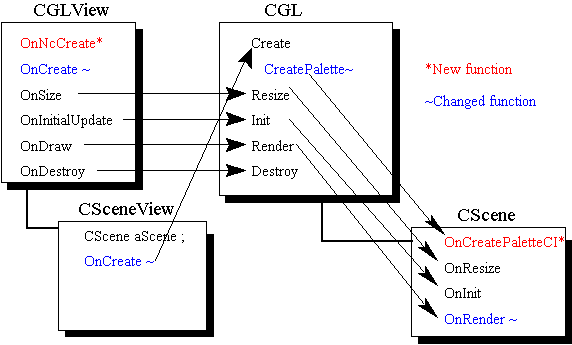 CGLView
OnNcCreate*
OnCreate ~
OnSize
OnInitialUpdate
OnDraw
OnDestroy
CGL
Create
CreatePalette~
Resize
Init
Render
Destroy
*New function
~Changed function
CSceneView
CScene aScene ;
OnCreate ~
CScene
OnCreatePaletteCI*
OnResize
OnInit
OnRender ~